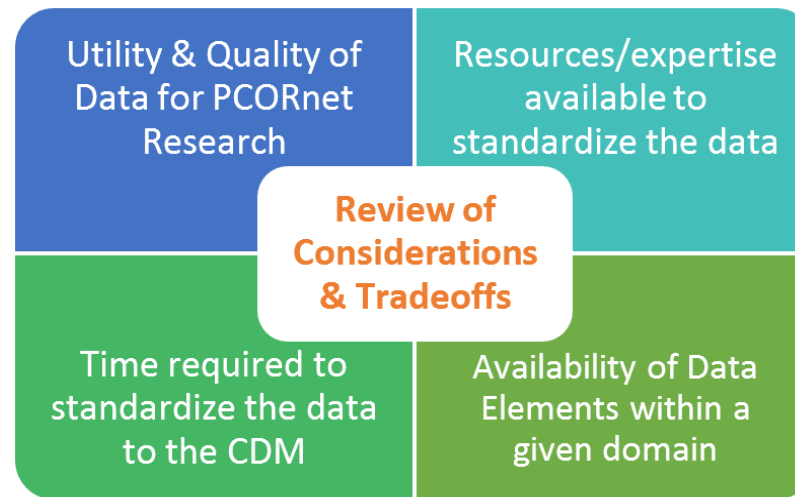 Utility & Quality of
Data for PCORnet
Research
Resources/expertise
available to
standardize the data
Review of
Considerations
& Tradeoffs
Time required to
standardize the data
to the CDM
Availability of Data
Elements within a
given domain